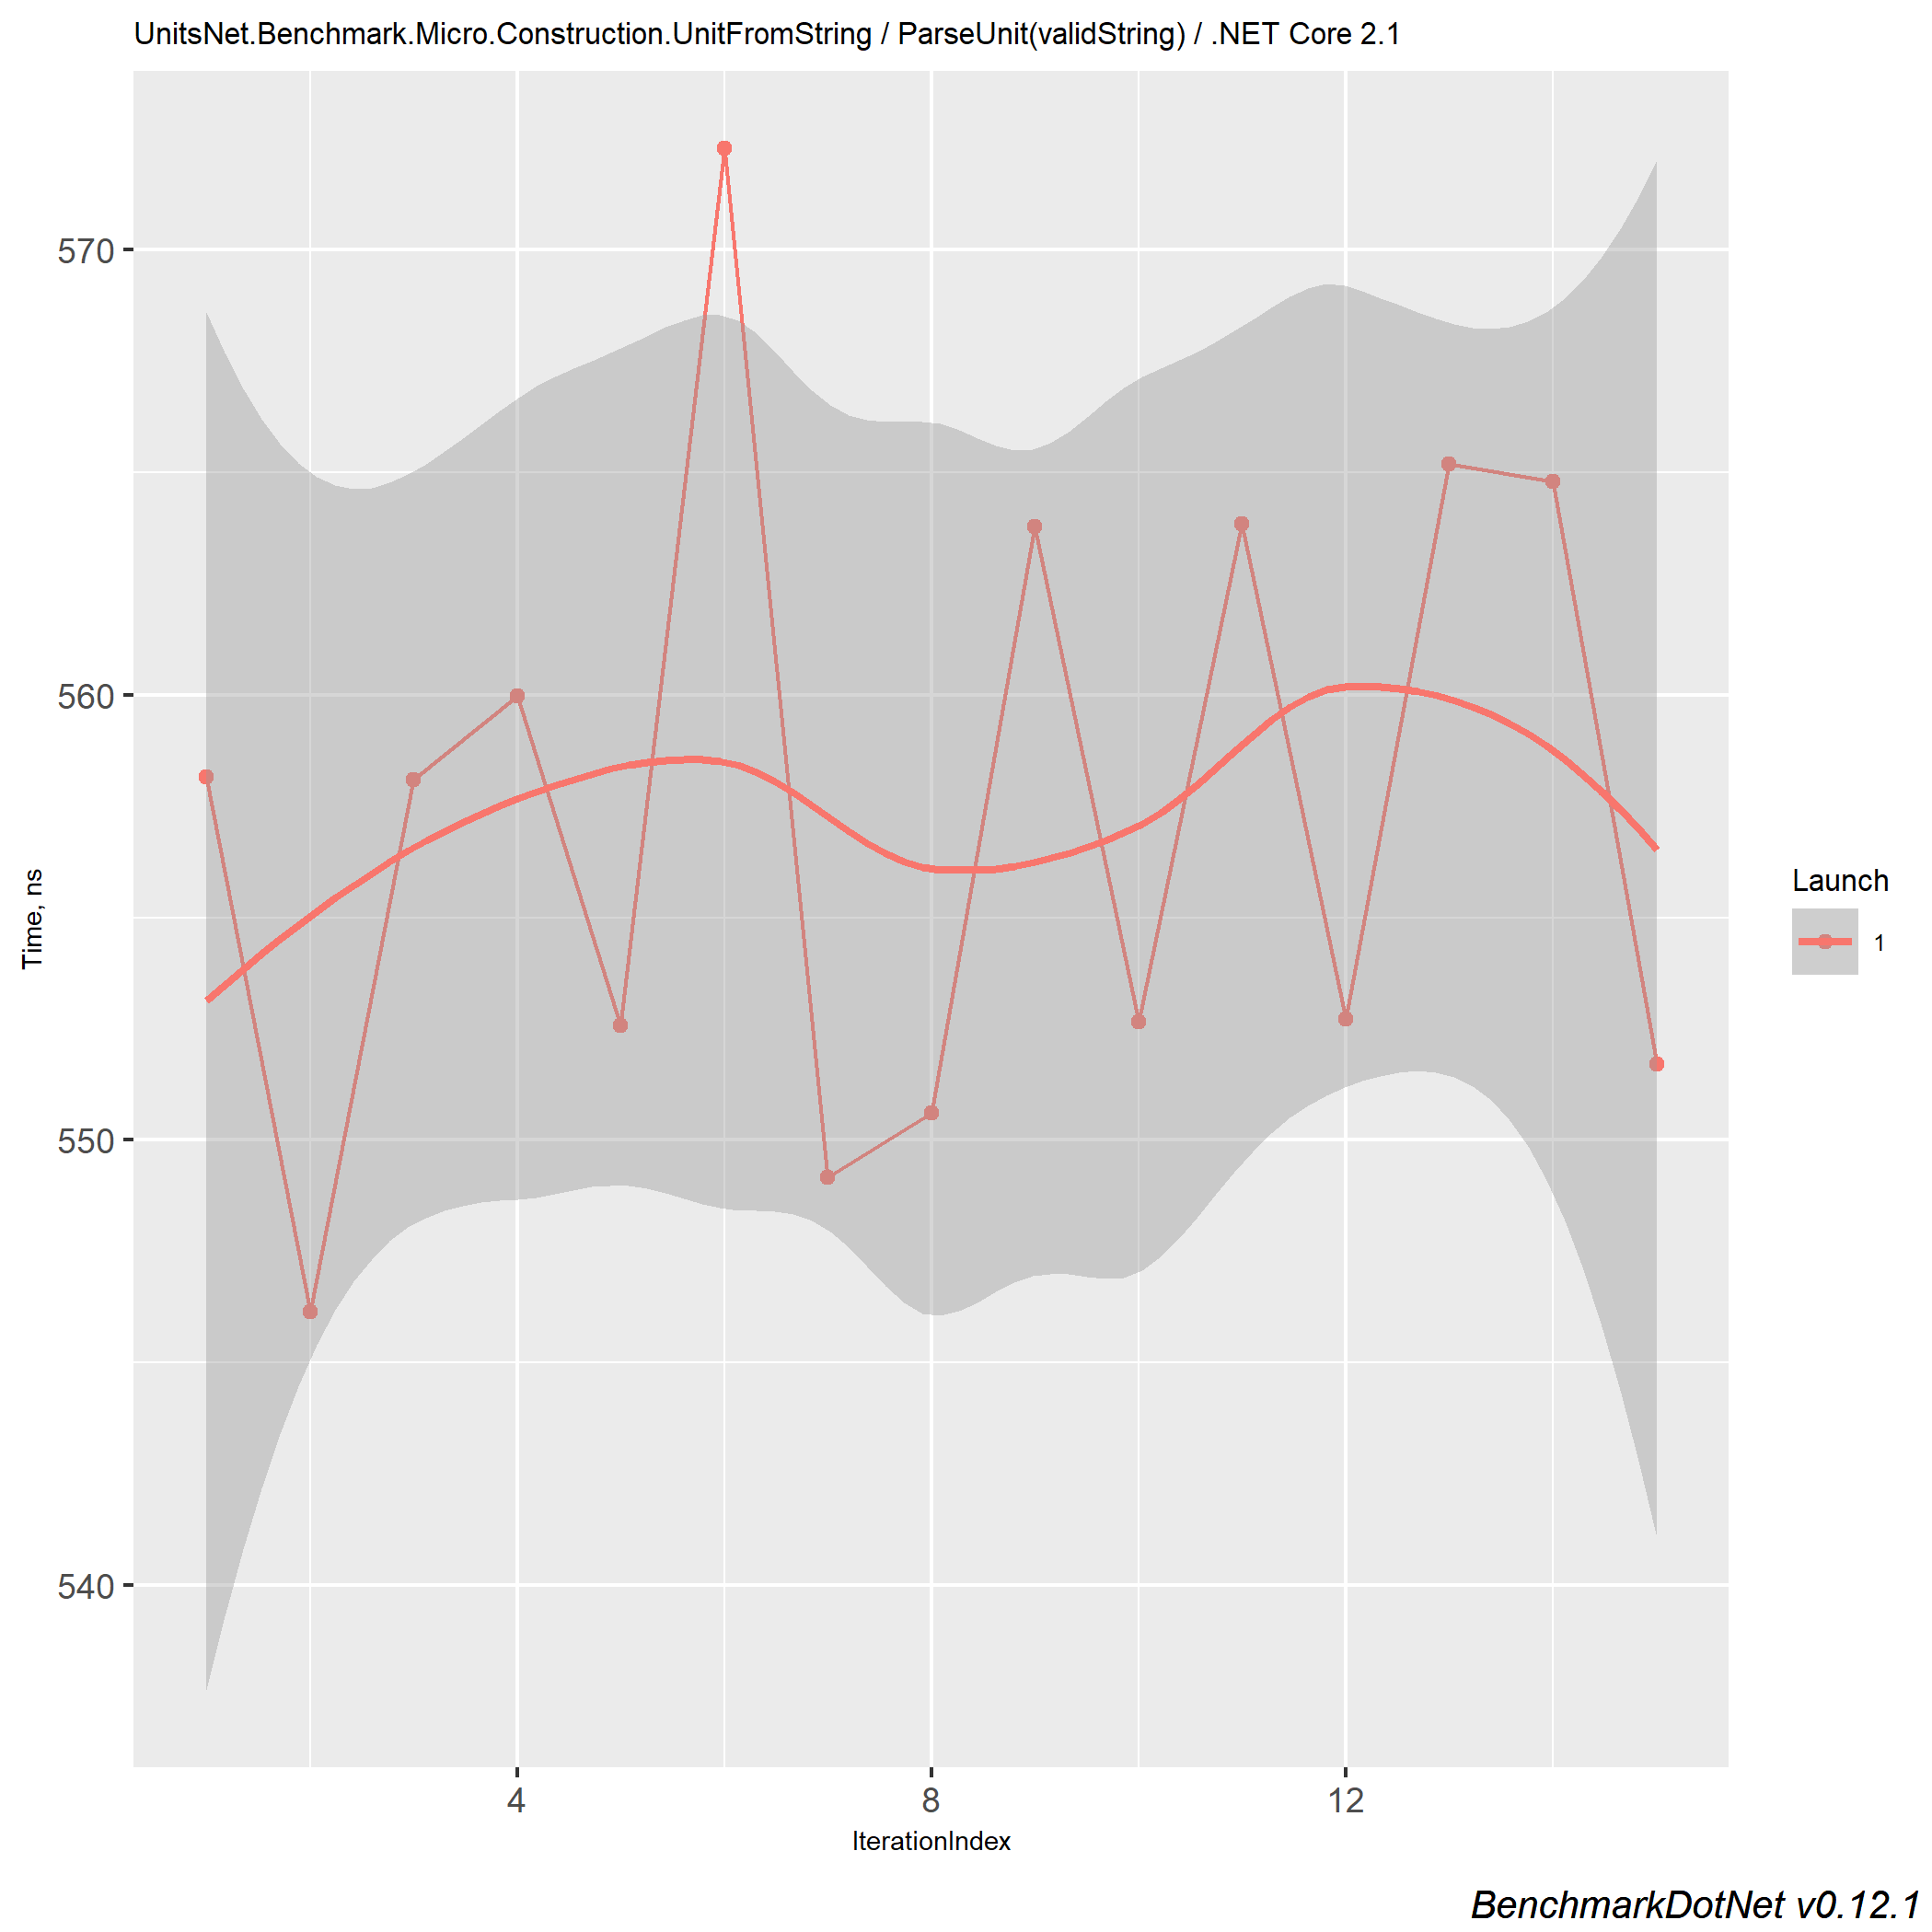 UnitsNet.Benchmark.Micro.Construction.UnitFromString / ParseUnit(validString) / .NET Core 2.1
570
560
550
540
Time, ns
4 8 12
IterationIndex
Launch
1
BenchmarkDotNet v0.12.1